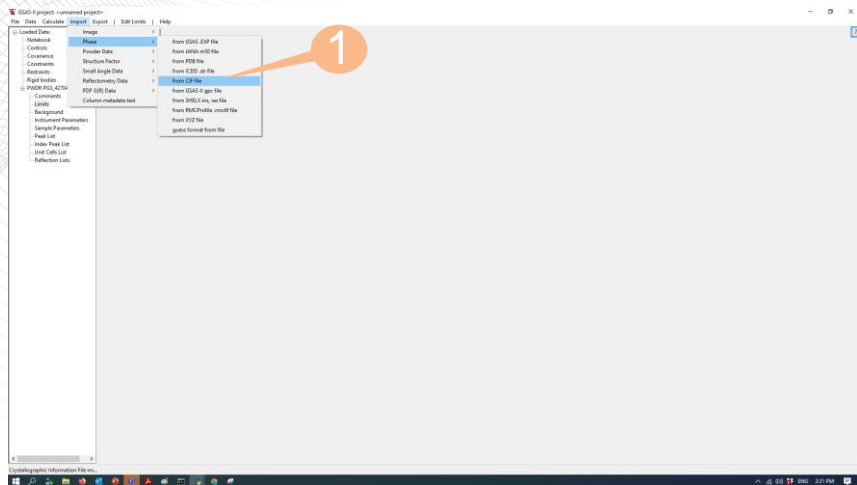 GSAS-II project: <unnamed project>
File Data Calculate Import Export | Edit Limits | Help
Loaded Data:
Notebook
Controls
Covariance
Constraints
Restraints
Rigid bodies
PWDR PG3_42704
Comments
Limits
Background
Instrument Parameters
Sample Parameters
Peak List
Index Peak List
Unit Cells List
Reflection Lists
Image
Phase
Powder Data
Structure Factor
Small Angle Data
Reflectometry Data
PDF G(R) Data
Column metadata test
from GSAS .EXP file
from JANA m50 file
from PDB file
from ICDD .str file
from CIF file
from GSAS-II gpx file
from SHELX ins, res file
from RMCProfile .rmc6f file
from XYZ file
guess format from file
1
Crystallographic Information File im...
ENG 2:21 PM